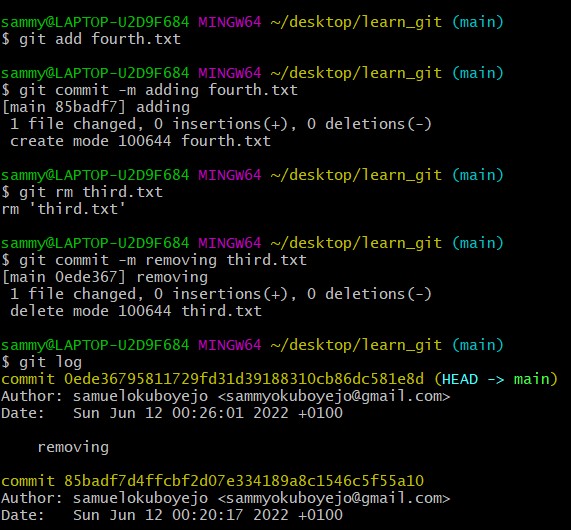 sammy@LAPTOP-U2D9F684 MINGW64 ~/desktop/learn_git (main)
$ git add fourth.txt
sammy@LAPTOP-U2D9F684 MINGW64 ~/desktop/learn_git (main)
$ git commit -m adding fourth.txt
[main 85badf7] adding
 1 file changed, 0 insertions(+), 0 deletions(-)
 create mode 100644 fourth.txt
sammy@LAPTOP-U2D9F684 MINGW64 ~/desktop/learn_git (main)
$ git rm third.txt
rm 'third.txt'
sammy@LAPTOP-U2D9F684 MINGW64 ~/desktop/learn_git (main)
$ git commit -m removing third.txt
[main 0ede367] removing
 1 file changed, 0 insertions(+), 0 deletions(-)
 delete mode 100644 third.txt
sammy@LAPTOP-U2D9F684 MINGW64 ~/desktop/learn_git (main)
$ git log
commit 0ede36795811729fd31d39188310cb86dc581e8d (HEAD -> main)
Author: samuelokuboyejo <sammyokuboyejo@gmail.com>
Date:   Sun Jun 12 00:26:01 2022 +0100
    removing
commit 85badf7d4ffcbf2d07e334189a8c1546c5f55a10
Author: samuelokuboyejo <sammyokuboyejo@gmail.com>
Date:   Sun Jun 12 00:20:17 2022 +0100